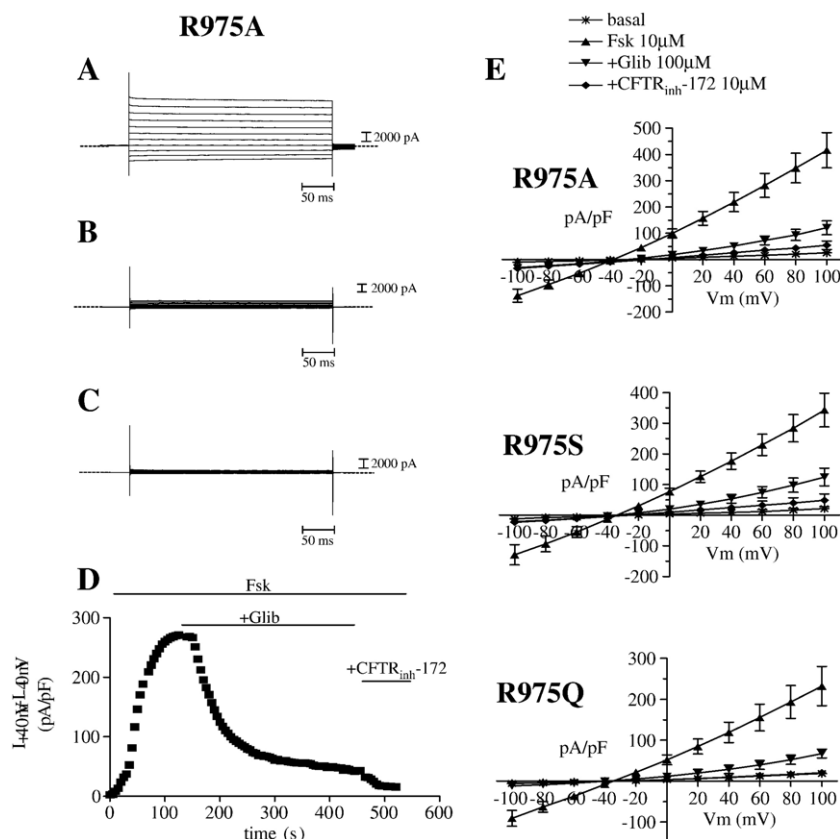 R975A
A
2000 pA
50 ms
B
2000 pA
50 ms
C
2000 pA
50 ms
D
Fsk
+Glib
+CFTRinh-172
300
200
100
0
(pA/pF)
0 100 200 300 400 500 600
time (s)
basal
Fsk 10µM
+Glib 100µM
+CFTRinh-172 10µM
E
R975A
pA/pF
500
400
300
200
100
-100 -80 -60 -40 -20 20 40 60 80 100
Vm (mV)
-100
-200
R975S
pA/pF
400
300
200
100
-100 -80 -60 -40 -20 20 40 60 80 100
Vm (mV)
-100
-200
R975Q
pA/pF
300
200
100
-100 -80 -60 -40 -20 0 20 40 60 80 100
Vm (mV)
-100